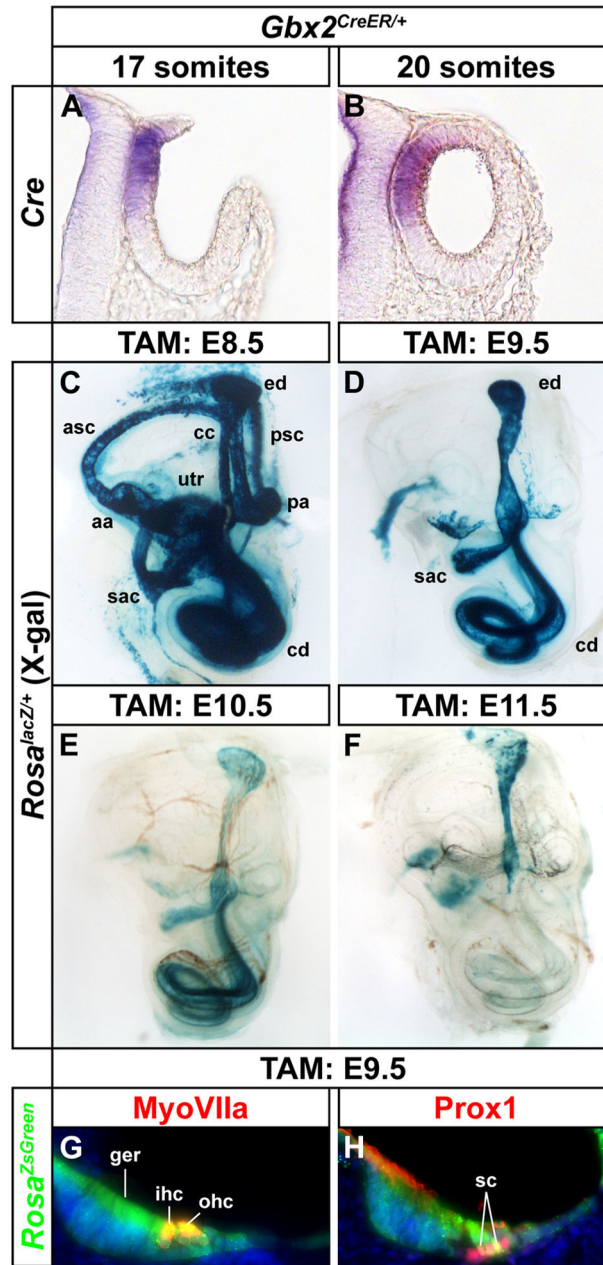 Gbx2CreER/+
17 somites
20 somites
Cre
A
B
TAM: E8.5
TAM: E9.5
Rosa lacZ/+ (X-gal)
C
ed
asc
cc
psc
utr
pa
aa
sac
cd
D
ed
sac
cd
TAM: E10.5
TAM: E11.5
E
F
TAM: E9.5
MyoVIIa
Prox1
RosaZsGreen
G
ger
ihc
ohc
H
sc